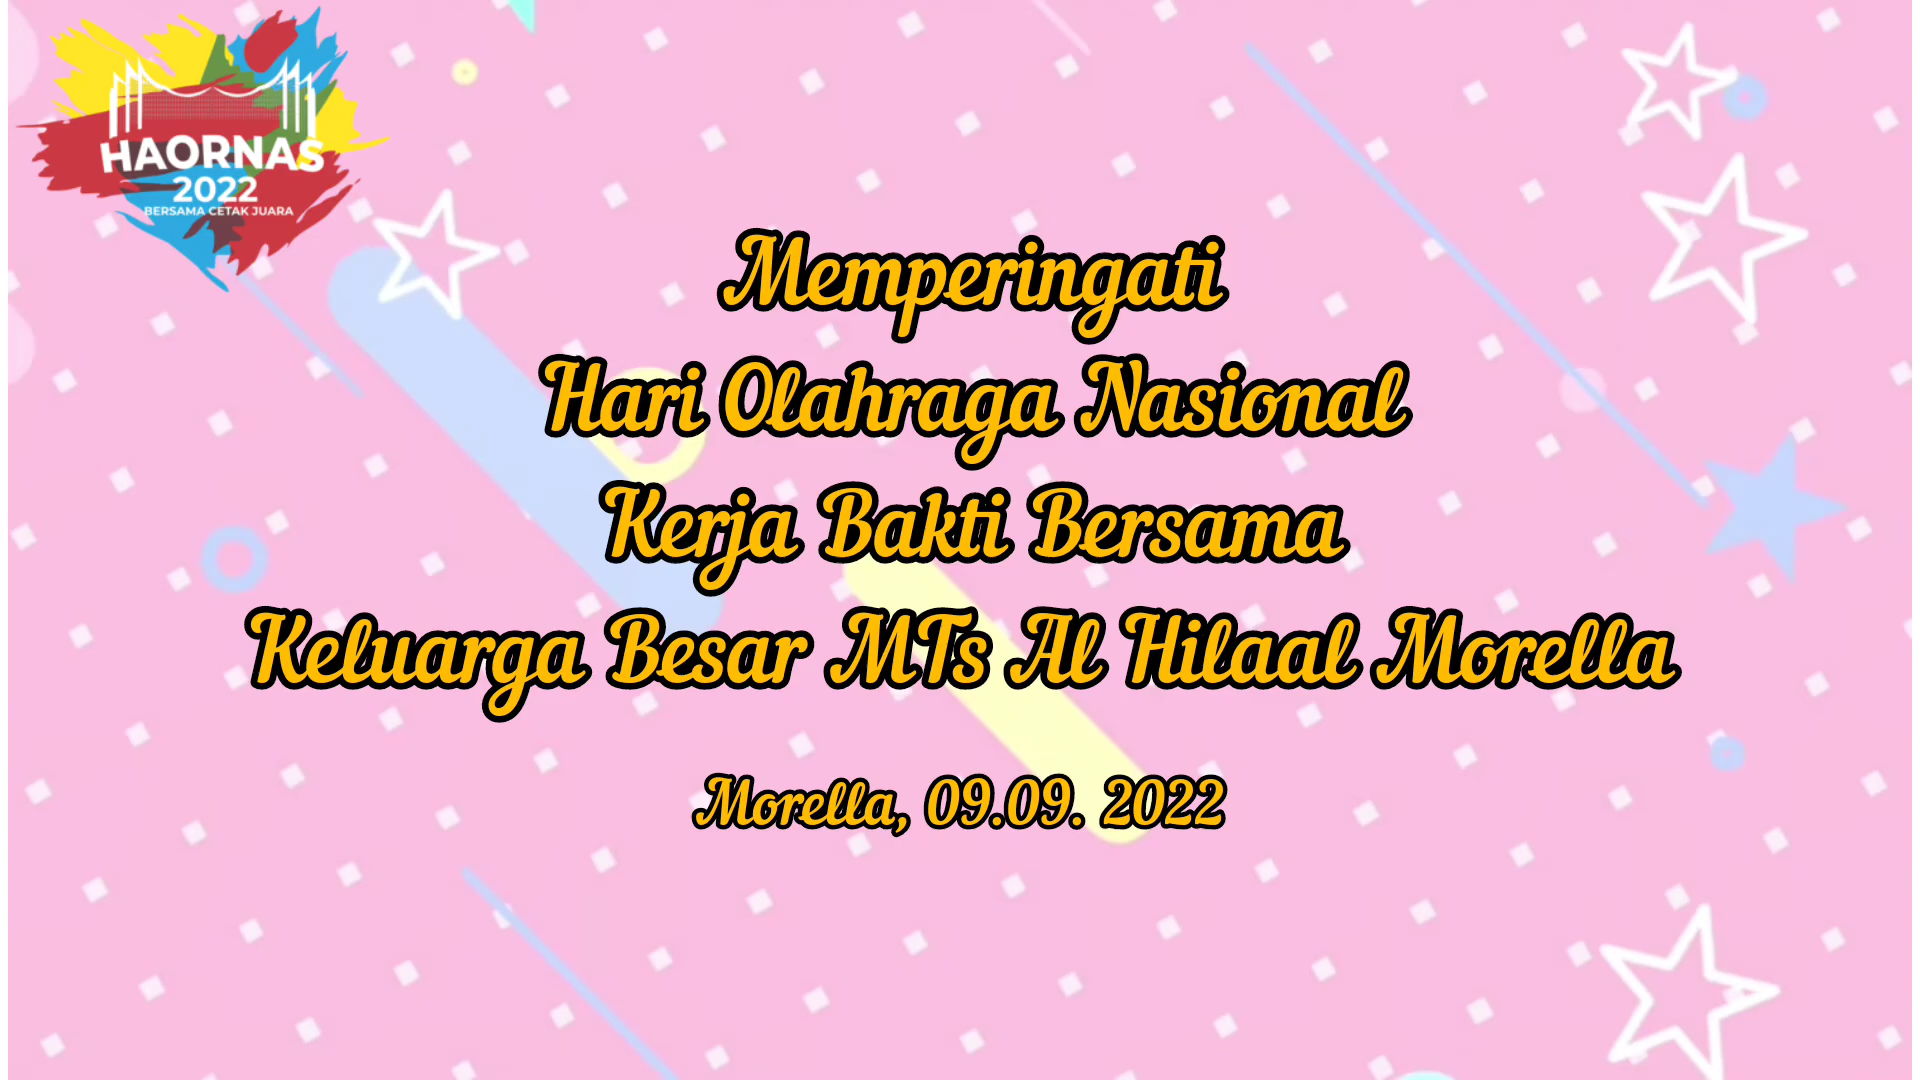 HAORNAS
2022
BERSAMA CETAK JUARA
Memperingati
Hari Olahraga Nasional
Kerja Bakti Bersama
Keluarga Besar MTs Al Hilaal Morella
Morella, 09.09. 2022